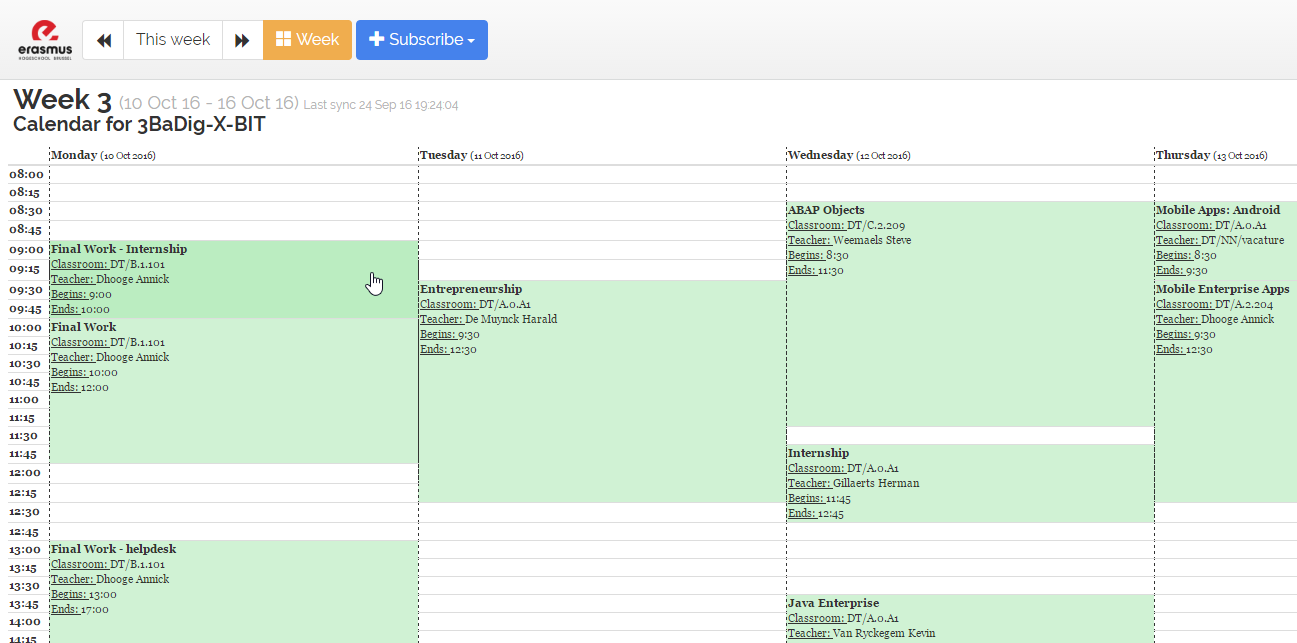 erasmus
HOGESCHOOL BRUSSEL
This week
Week
Subscribe
Week 3 (10 Oct 16 - 16 Oct 16) Last sync 24 Sep 16 19:24:04
Calendar for 3BaDig-X-BIT
Monday (10 Oct 2016)
Tuesday (11 Oct 2016)
Wednesday (12 Oct 2016)
Thursday (13 Oct 2016)
08:00
08:15
08:30
08:45
09:00
09:15
09:30
09:45
10:00
10:15
10:30
10:45
11:00
11:15
11:30
11:45
12:00
12:15
12:30
12:45
13:00
13:15
13:30
13:45
14:00
14:15
Final Work - Internship
Classroom: DT/B.1.101
Teacher: Dhooge Annick
Begins: 9:00
Ends: 10:00
Final Work
Classroom: DT/B.1.101
Teacher: Dhooge Annick
Begins: 10:00
Ends: 12:00
Final Work - helpdesk
Classroom: DT/B.1.101
Teacher: Dhooge Annick
Begins: 13:00
Ends: 17:00
Entrepreneurship
Classroom: DT/A.0.A1
Teacher: De Muynck Harald
Begins: 9:30
Ends: 12:30
ABAP Objects
Classroom: DT/C.2.209
Teacher: Weemaels Steve
Begins: 8:30
Ends: 11:30
Internship
Classroom: DT/A.0.A1
Teacher: Gillaerts Herman
Begins: 11:45
Ends: 12:45
Java Enterprise
Classroom: DT/A.0.A1
Teacher: Van Ryckegem Kevin
Mobile Apps: Android
Classroom: DT/A.0.A1
Teacher: DT/NN/vacature
Begins: 8:30
Ends: 9:30
Mobile Enterprise Apps
Classroom: DT/A.2.204
Teacher: Dhooge Annick
Begins: 9:30
Ends: 12:30